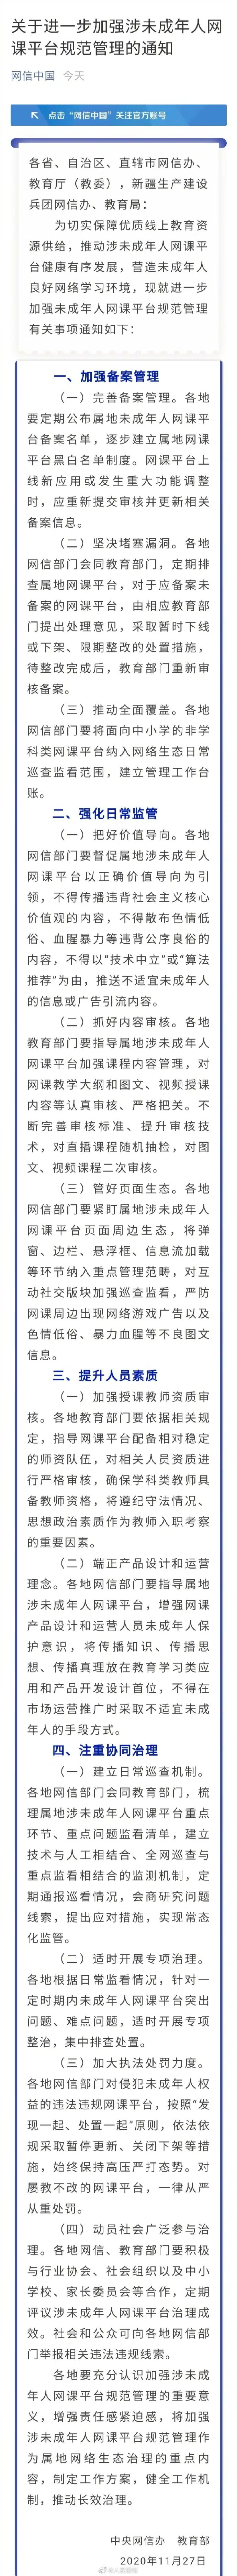 关于进一步加强涉未成年人网
课平台规范管理的通知
网信中国 今天
点击“网信中国”关注官方账号
各省、自治区、直辖市网信办、
教育厅（教委），新疆生产建设
兵团网信办、教育局：
为切实保障优质线上教育资
源供给，推动涉未成年人网课平
台健康有序发展，营造未成年人
良好网络学习环境，现就进一步
加强涉未成年人网课平台规范管理
有关事项通知如下：
一、加强备案管理
（一）完善备案管理。各地
要定期公布属地未成年人网课平
台备案名单，逐步建立属地网课
平台黑白名单制度。网课平台上
线新应用或发生重大功能调整
时，应重新提交审核并更新相关
备案信息。
（二）坚决堵塞漏洞。各地
网信部门会同教育部门，定期排
查属地网课平台，对于应备案未
备案的网课平台，由相应教育部
门提出处理意见，采取暂时下线
或下架、限期整改的处置措施，
待整改完成后，教育部门重新审
核备案。
（三）推动全面覆盖。各地
网信部门要将面向中小学的非学
科类网课平台纳入网络生态日常
巡查监看范围，建立管理工作台
账。
二、强化日常监管
（一）把好价值导向。各地
网信部门要督促属地涉未成年人
网课平台以正确价值导向为引
领，不得传播违背社会主义核心
价值观的内容，不得散布色情低
俗、血腥暴力等违背公序良俗的
内容，不得以“技术中立”或“算法
推荐”为由，推送不适宜未成年人
的信息或广告引流内容。
（二）抓好内容审核。各地
教育部门要指导属地涉未成年人
网课平台加强课程内容管理，对
网课教学大纲和图文、视频授课
内容等认真审核、严格把关。不
断完善审核标准、提升审核技
术，对直播课程随机抽检，对图
文、视频课程二次审核。
（三）管好页面生态。各地
网信部门要紧盯属地涉未成年人
网课平台页面周边生态，将弹
窗、边栏、悬浮框、信息流加载
等环节纳入重点管理范畴，对互
动社交版块加强巡查监看，严防
网课周边出现网络游戏广告以及
色情低俗、暴力血腥等不良图文
信息。
三、提升人员素质
（一）加强授课教师资质审
核。各地教育部门要依据相关规
定，指导网课平台配备相对稳定
的师资队伍，对相关人员资质进
行严格审核，确保学科类教师具
备教师资格，将遵纪守法情况、
思想政治素质作为教师入职考察
的重要因素。
（二）端正产品设计和运营
理念。各地网信部门要指导属地
涉未成年人网课平台，增强网课
产品设计和运营人员未成年人保
护意识，将传播知识、传播思
想、传播真理放在教育学习类应
用和产品开发设计首位，不得在
市场运营推广时采取不适宜未成
年人的手段方式。
四、注重协同治理
（一）建立日常巡查机制。
各地网信部门会同教育部门，梳
理属地涉未成年人网课平台重点
环节、重点问题监看清单，建立
技术与人工相结合、全网巡查与
重点监看相结合的监测机制，定
期通报巡看情况，会商研究问题
线索，提出应对措施，实现常态
化监管。
（二）适时开展专项治理。
各地根据日常监看情况，针对一
定时期内未成年人网课平台突出
问题、难点问题，适时开展专项
整治，集中排查处置。
（三）加大执法处罚力度。
各地网信部门对侵犯未成年人权
益的违法违规网课平台，按照“发
现一起、处置一起”原则，依法依
规采取暂停更新、关闭下架等措
施，始终保持高压严打态势。对
屡教不改的网课平台，一律从严
从重处罚。
（四）动员社会广泛参与治
理。各地网信、教育部门要积极
与行业协会、社会组织以及中小
学校、家长委员会等合作，定期
评议涉未成年人网课平台治理成
效。社会和公众可向各地网信部
门举报相关违法违规线索。
各地要充分认识加强涉未成
年人网课平台规范管理的重要意
义，增强责任感紧迫感，将加强
涉未成年人网课平台规范管理作
为属地网络生态治理的重点内
容，制定工作方案，健全工作机
制，推动长效治理。
中央网信办 教育部
2020年11月27日